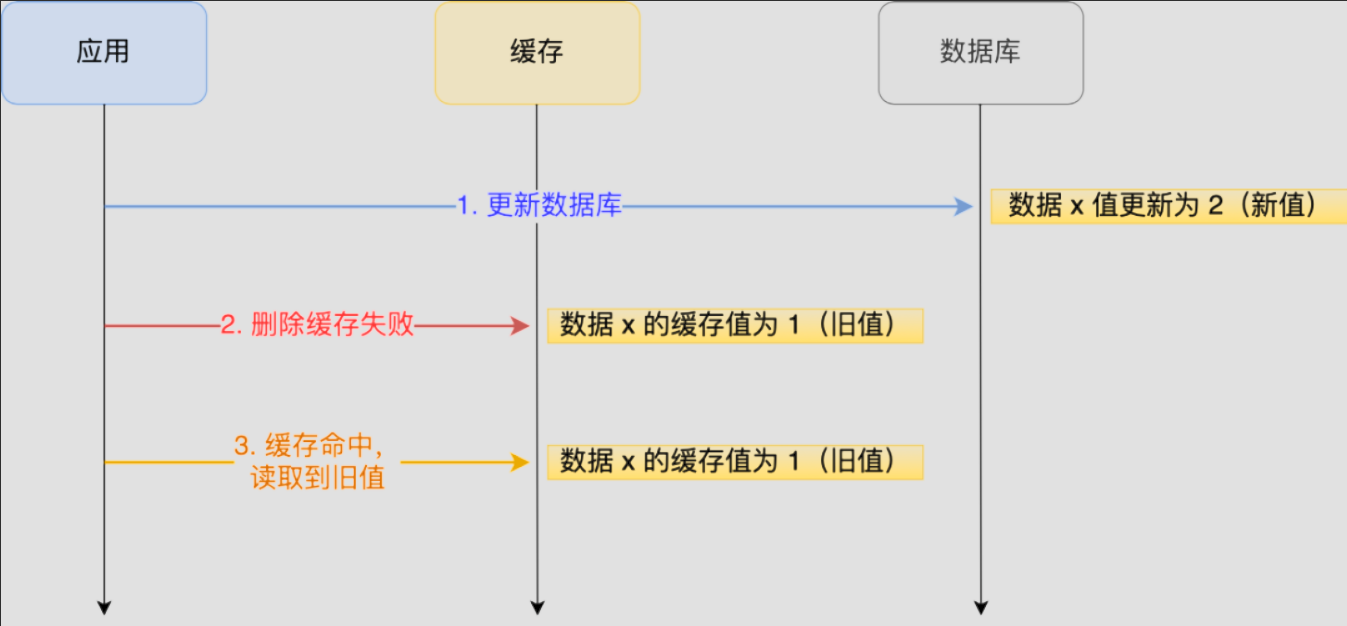 应用
缓存
数据库
1. 更新数据库
数据 x 值更新为 2（新值）
2. 删除缓存失败
数据 x 的缓存值为 1（旧值）
3. 缓存命中，
读取到旧值
数据 x 的缓存值为 1（旧值）